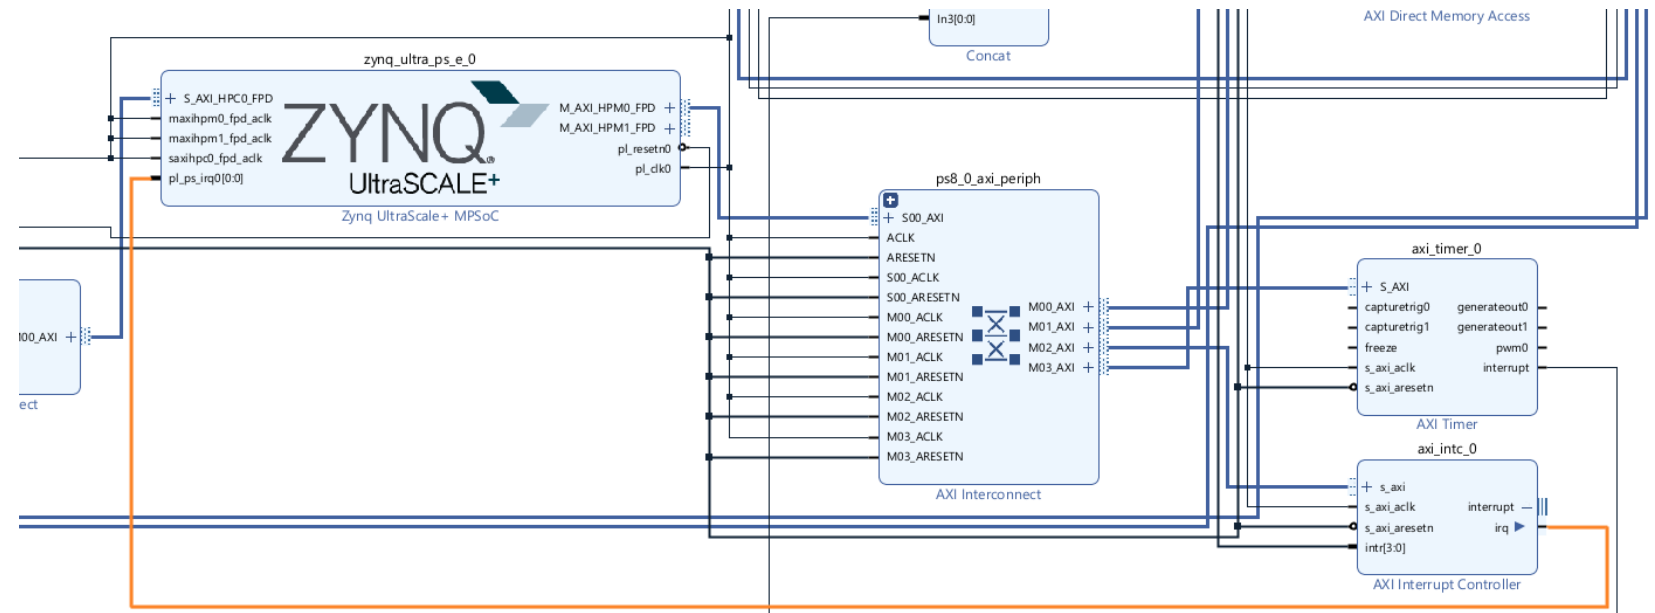 In3[0:0]
Concat
AXI Direct Memory Access
zynq_ultra_ps_e_0
S_AXI_HPC0_FPD
maxihpm0_fpd_aclk
maxihpm1_fpd_aclk
saxihpc0_fpd_aclk
pl_ps_irq0[0:0]
ZYNQ®
UltraSCALE+
M_AXI_HPM0_FPD
M_AXI_HPM1_FPD
pl_resetn0
pl_clk0
Zynq UltraScale+ MPSoC
ps8_0_axi_periph
S00_AXI
ACLK
ARESETN
S00_ACLK
S00_ARESETN
M00_ACLK
M00_ARESETN
M01_ACLK
M01_ARESETN
M02_ACLK
M02_ARESETN
M03_ACLK
M03_ARESETN
M00_AXI
M01_AXI
M02_AXI
M03_AXI
AXI Interconnect
M00_AXI
ect
axi_timer_0
S_AXI
capturetrig0
capturetrig1
freeze
s_axi_aclk
s_axi_aresetn
generateout0
generateout1
pwm0
interrupt
AXI Timer
axi_intc_0
s_axi
s_axi_aclk
s_axi_aresetn
intr[3:0]
interrupt
irq
AXI Interrupt Controller